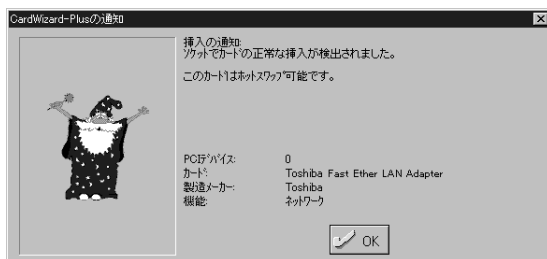 CardWizard-Plusの通知
挿入の通知:
ソケットでカードの正常な挿入が検出されました。
このカードはホットスワップ可能です。
PCIデバイス: 0
カード: Toshiba Fast Ether LAN Adapter
製造メーカー: Toshiba
機能: ネットワーク
OK